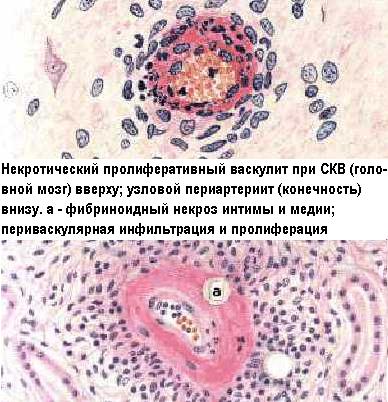 Некротический пролиферативный васкулит при СКВ (голо-
вной мозг) вверху; узловой периартериит (конечность)
внизу. а - фибриноидный некроз интимы и медии;
периваскулярная инфильтрация и пролиферация
а